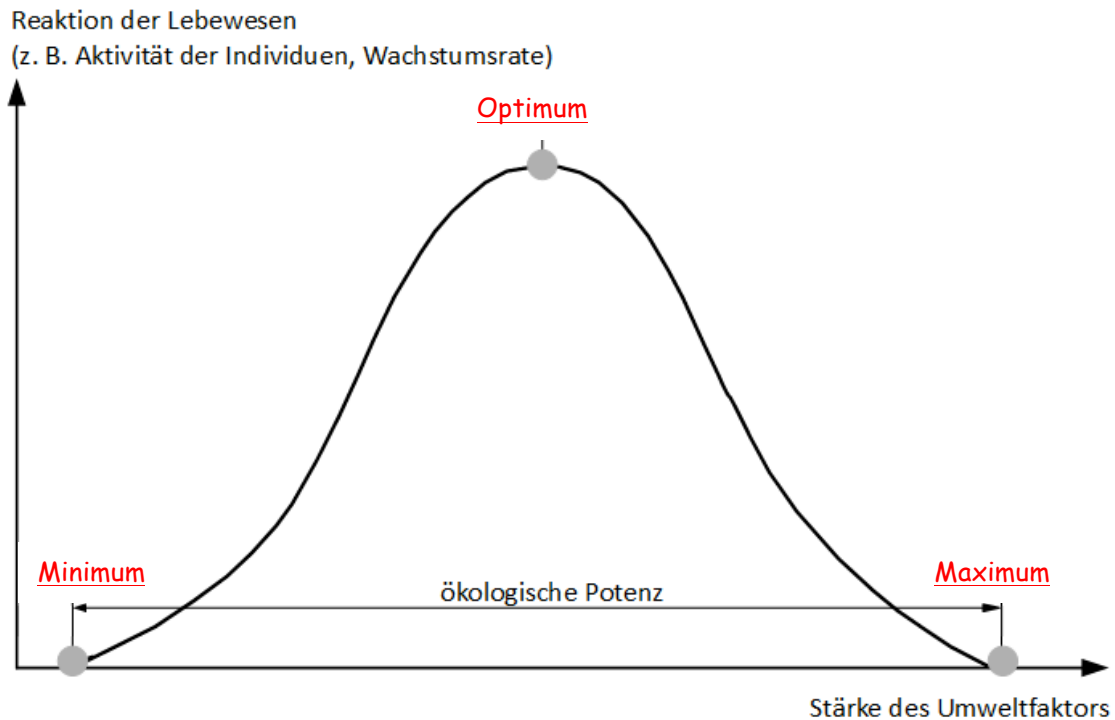 Reaktion der Lebewesen
(z. B. Aktivität der Individuen, Wachstumsrate)
Optimum
Minimum
Maximum
ökologische Potenz
Stärke des Umweltfaktors